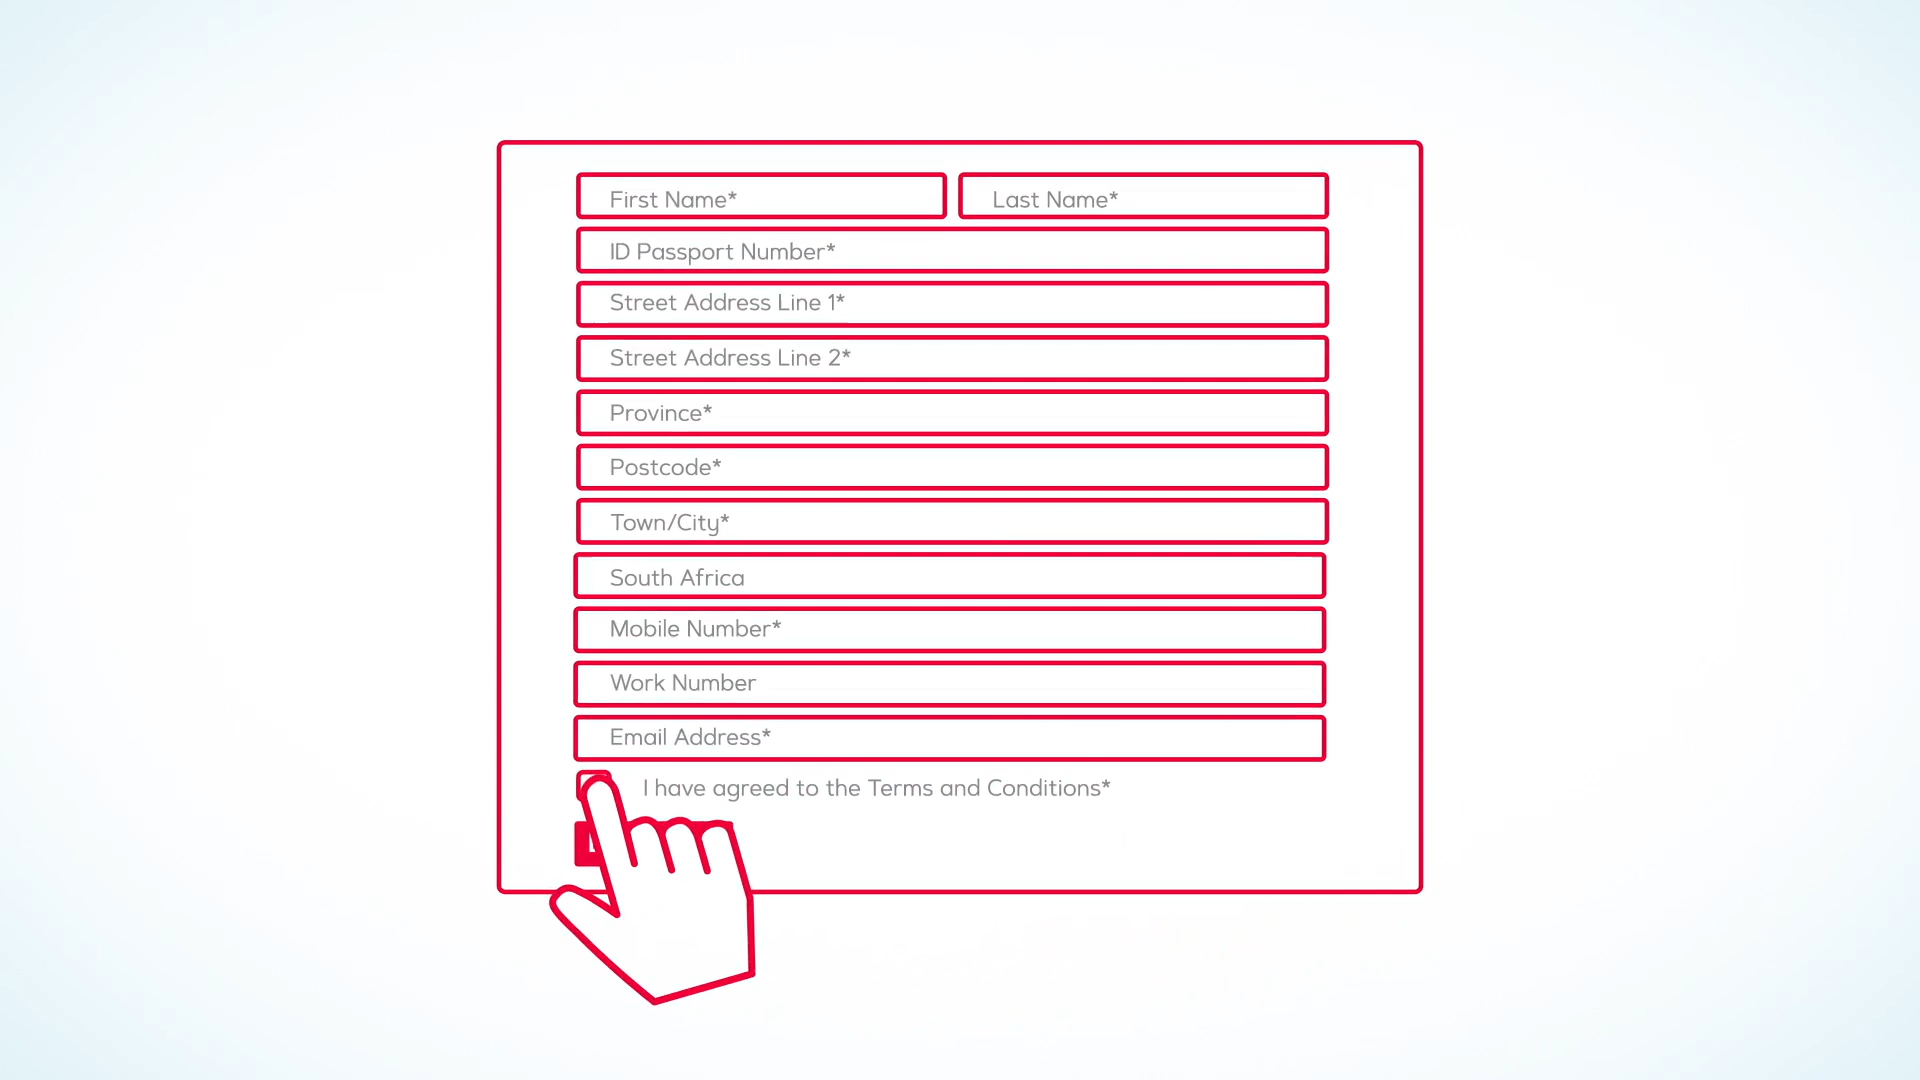 First Name* Last Name*
ID Passport Number*
Street Address Line 1*
Street Address Line 2*
Province*
Postcode*
Town/City*
South Africa
Mobile Number*
Work Number
Email Address*
I have agreed to the Terms and Conditions*